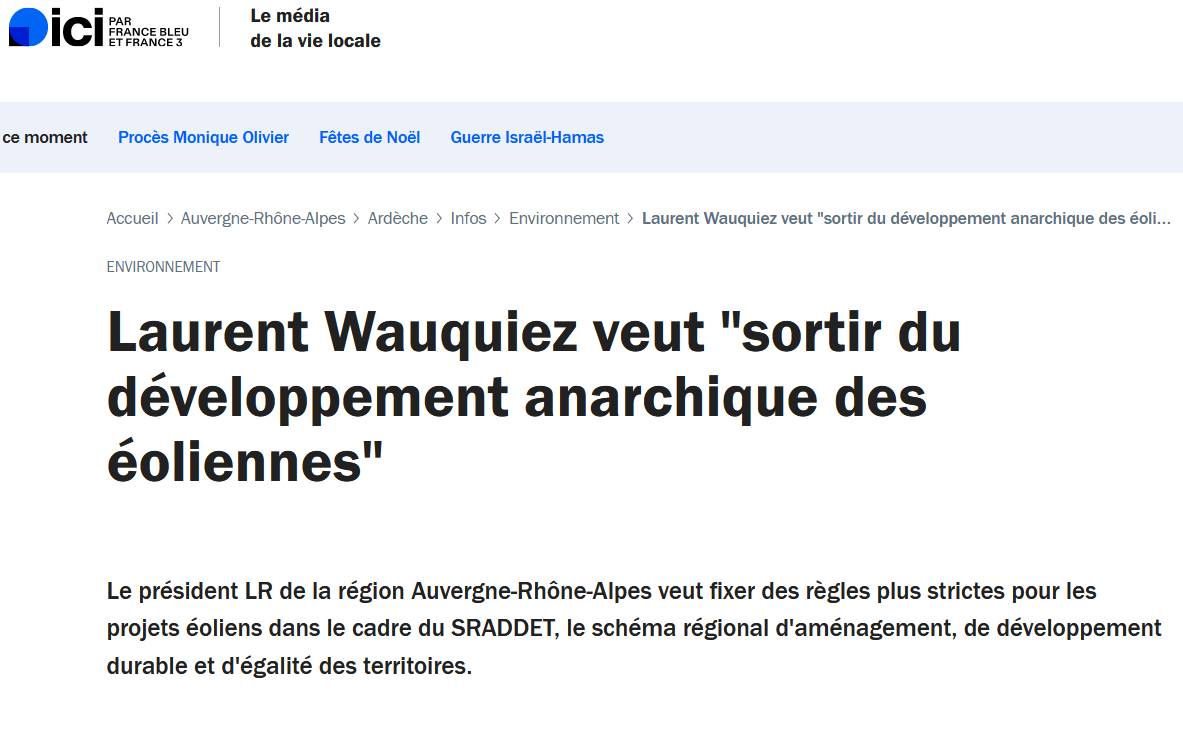 ici
PAR
FRANCE BLEU
ET FRANCE 3
Le média
de la vie locale
ce moment
Procès Monique Olivier
Fêtes de Noël
Guerre Israël-Hamas
Accueil > Auvergne-Rhône-Alpes > Ardèche > Infos > Environnement > Laurent Wauquiez veut "sortir du développement anarchique des éoli...
ENVIRONNEMENT
Laurent Wauquiez veut "sortir du
développement anarchique des
éoliennes"
Le président LR de la région Auvergne-Rhône-Alpes veut fixer des règles plus strictes pour les
projets éoliens dans le cadre du SRADDET, le schéma régional d'aménagement, de développement
durable et d'égalité des territoires.